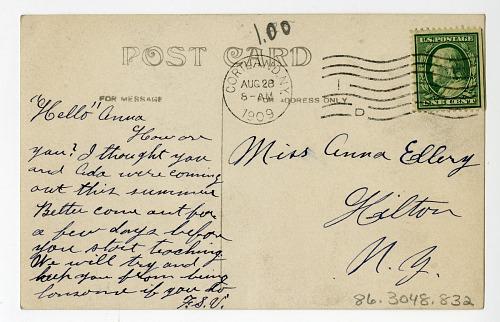 1.00
POST CARD
CORTLAND, N.Y.
AUG 28
8-AM
1909
D
U.S. POSTAGE
ONE CENT
FOR MESSAGE
FOR ADDRESS ONLY
"Hello" Anna
How are
you? I thought you
and Ada were coming
out this summer
Better come out for
a few days before
you start teaching
We will try and
keep you from being
lonsome if you do
F.S.V.
Miss Anna Ellery
Hilton
N.Y.
86.3048.832